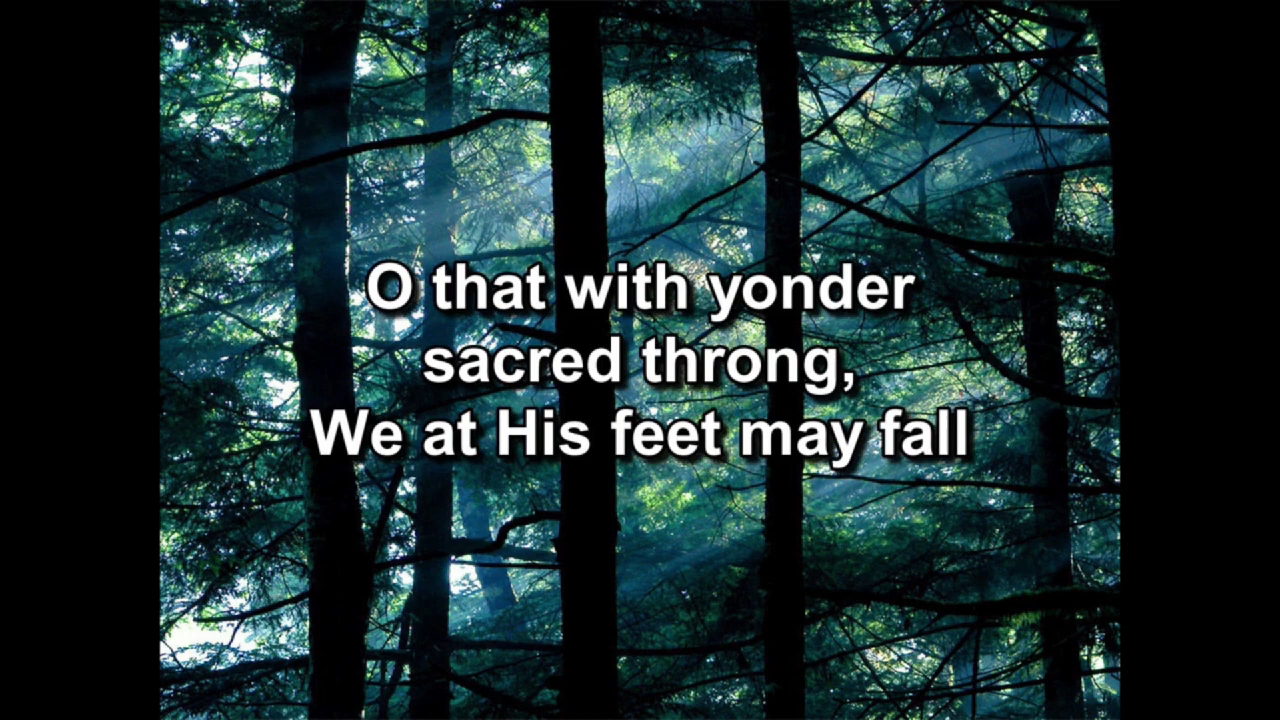 O that with yonder
sacred throng,
We at His feet may fall